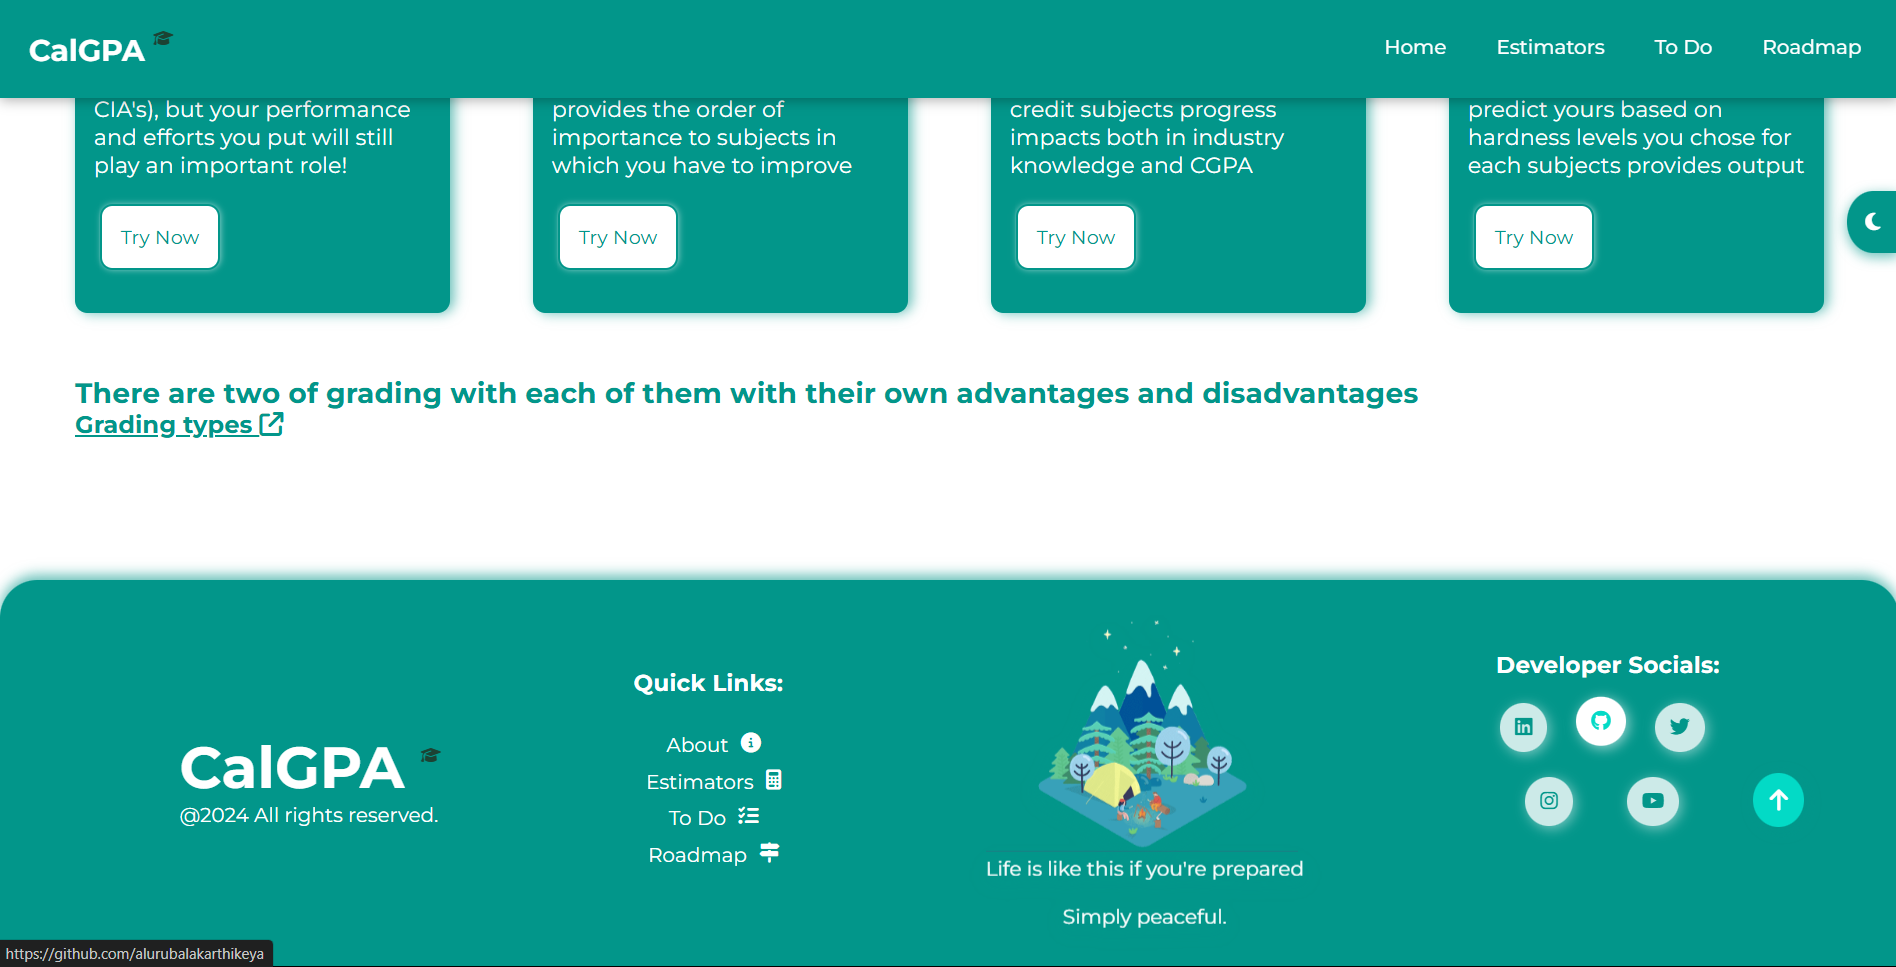 CalGPA
Home
Estimators
To Do
Roadmap
CIA's), but your performance
and efforts you put will still
play an important role!
Try Now
provides the order of
importance to subjects in
which you have to improve
Try Now
credit subjects progress
impacts both in industry
knowledge and CGPA
Try Now
predict yours based on
hardness levels you chose for
each subjects provides output
Try Now
There are two of grading with each of them with their own advantages and disadvantages
Grading types
CalGPA
@2024 All rights reserved.
Quick Links:
About
Estimators
To Do
Roadmap
Life is like this if you're prepared
Simply peaceful.
Developer Socials:
https://github.com/alurubalakarthikeya